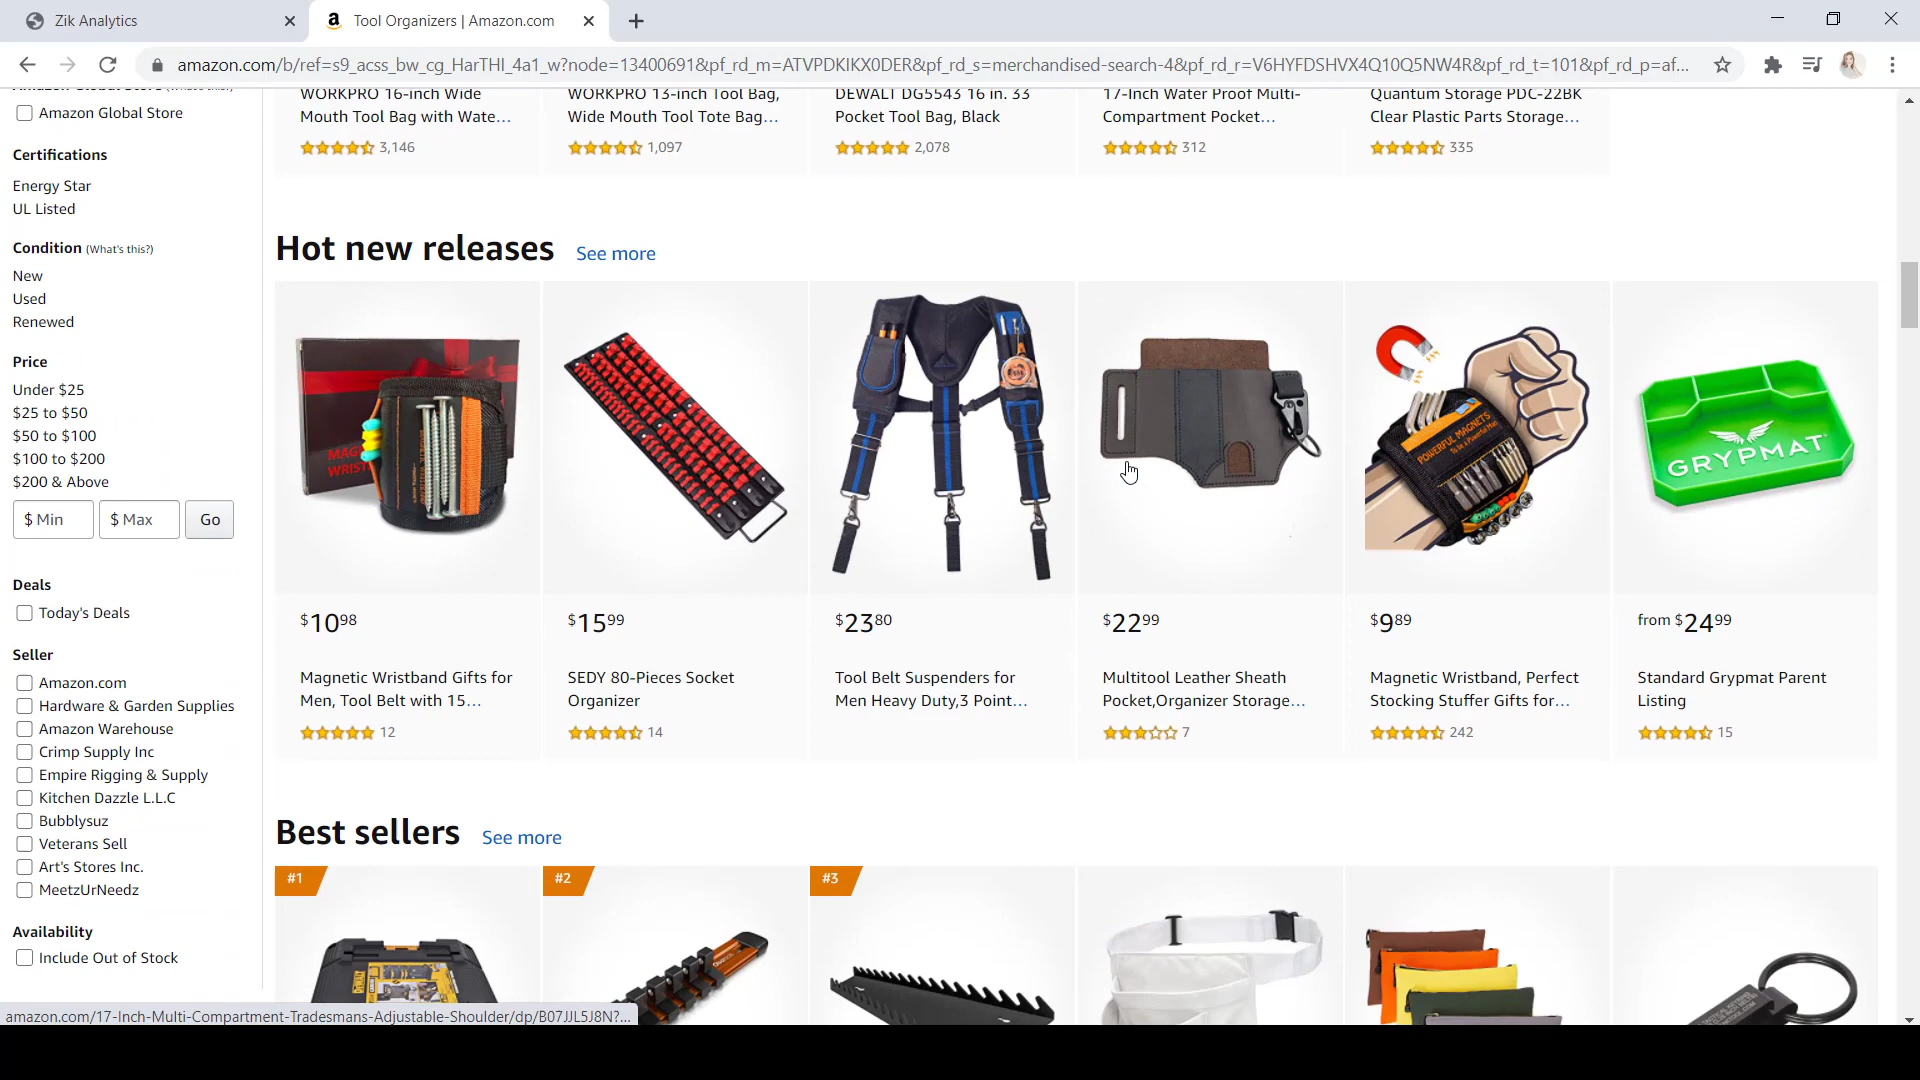 Zik Analytics
Tool Organizers | Amazon.com
amazon.com/b/ref=s9_acss_bw_cg_HarTHI_4a1_w?node=13400691&pf_rd_m=ATVPDKIKX0DER&pf_rd_s=merchandised-search-4&pf_rd_r=V6HYFDSHVX4Q10Q5NW4R&pf_rd_t=101&pf_rd_p=af...
Amazon Global Store
Certifications
Energy Star
UL Listed
Condition (What's this?)
New
Used
Renewed
Price
Under $25
$25 to $50
$50 to $100
$100 to $200
$200 & Above
$ Min $ Max Go
Deals
Today's Deals
Seller
Amazon.com
Hardware & Garden Supplies
Amazon Warehouse
Crimp Supply Inc
Empire Rigging & Supply
Kitchen Dazzle L.L.C
Bubblysuz
Veterans Sell
Art's Stores Inc.
MeetzUrNeedz
Availability
Include Out of Stock
WORKPRO 16-inch Wide
Mouth Tool Bag with Wate...
3,146
WORKPRO 13-inch Tool Bag,
Wide Mouth Tool Tote Bag...
1,097
DEWALT DG5543 16 in. 33
Pocket Tool Bag, Black
2,078
17-Inch Water Proof Multi-
Compartment Pocket...
312
Quantum Storage PDC-22BK
Clear Plastic Parts Storage...
335
Hot new releases See more
POWERFUL MAGNETS
GRYPMAT
$10 98
Magnetic Wristband Gifts for
Men, Tool Belt with 15...
12
$15 99
SEDY 80-Pieces Socket
Organizer
14
$23 80
Tool Belt Suspenders for
Men Heavy Duty,3 Point...
$22 99
Multitool Leather Sheath
Pocket,Organizer Storage...
7
$9 89
Magnetic Wristband, Perfect
Stocking Stuffer Gifts for...
242
from $24 99
Standard Grypmat Parent
Listing
15
Best sellers See more
#1
#2
#3
amazon.com/17-Inch-Multi-Compartment-Tradesmans-Adjustable-Shoulder/dp/B07JJL5J8N?...